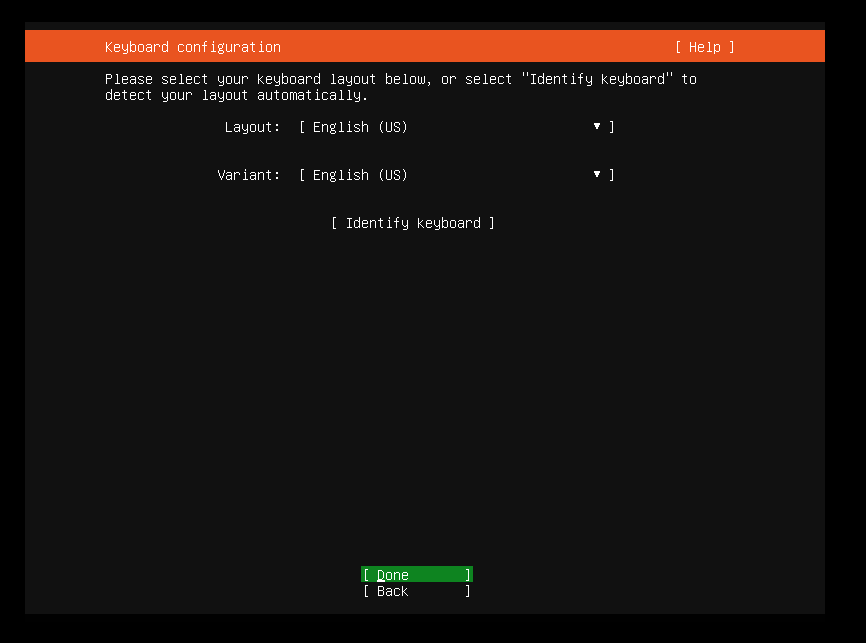 Keyboard configuration [ Help ]
Please select your keyboard layout below, or select "Identify keyboard" to
detect your layout automatically.
Layout: [ English (US) ▼ ]
Variant: [ English (US) ▼ ]
[ Identify keyboard ]
[ Done ]
[ Back ]